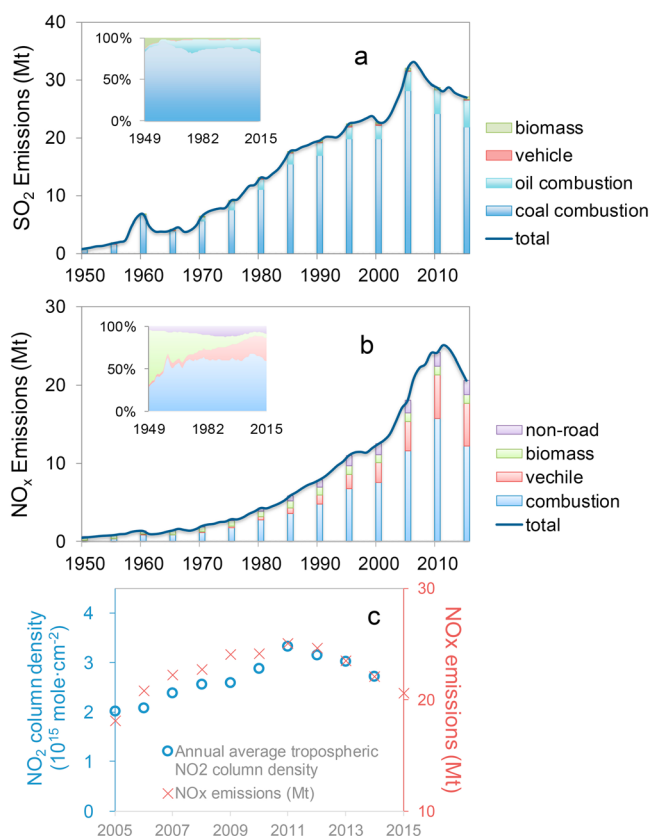 40
30
20
10
0
SO2 Emissions (Mt)
100%
50%
0%
1949 1982 2015
a
biomass
vehicle
oil combustion
coal combustion
total
1950 1960 1970 1980 1990 2000 2010
30
20
10
0
NOx Emissions (Mt)
100%
50%
0%
1949 1982 2015
b
non-road
biomass
vechile
combustion
total
1950 1960 1970 1980 1990 2000 2010
c
NO2 column density
(10^15 mole·cm-2)
4
3
2
1
0
30
20
10
NOx emissions (Mt)
Annual average tropospheric
NO2 column density
NOx emissions (Mt)
2005 2007 2009 2011 2013 2015